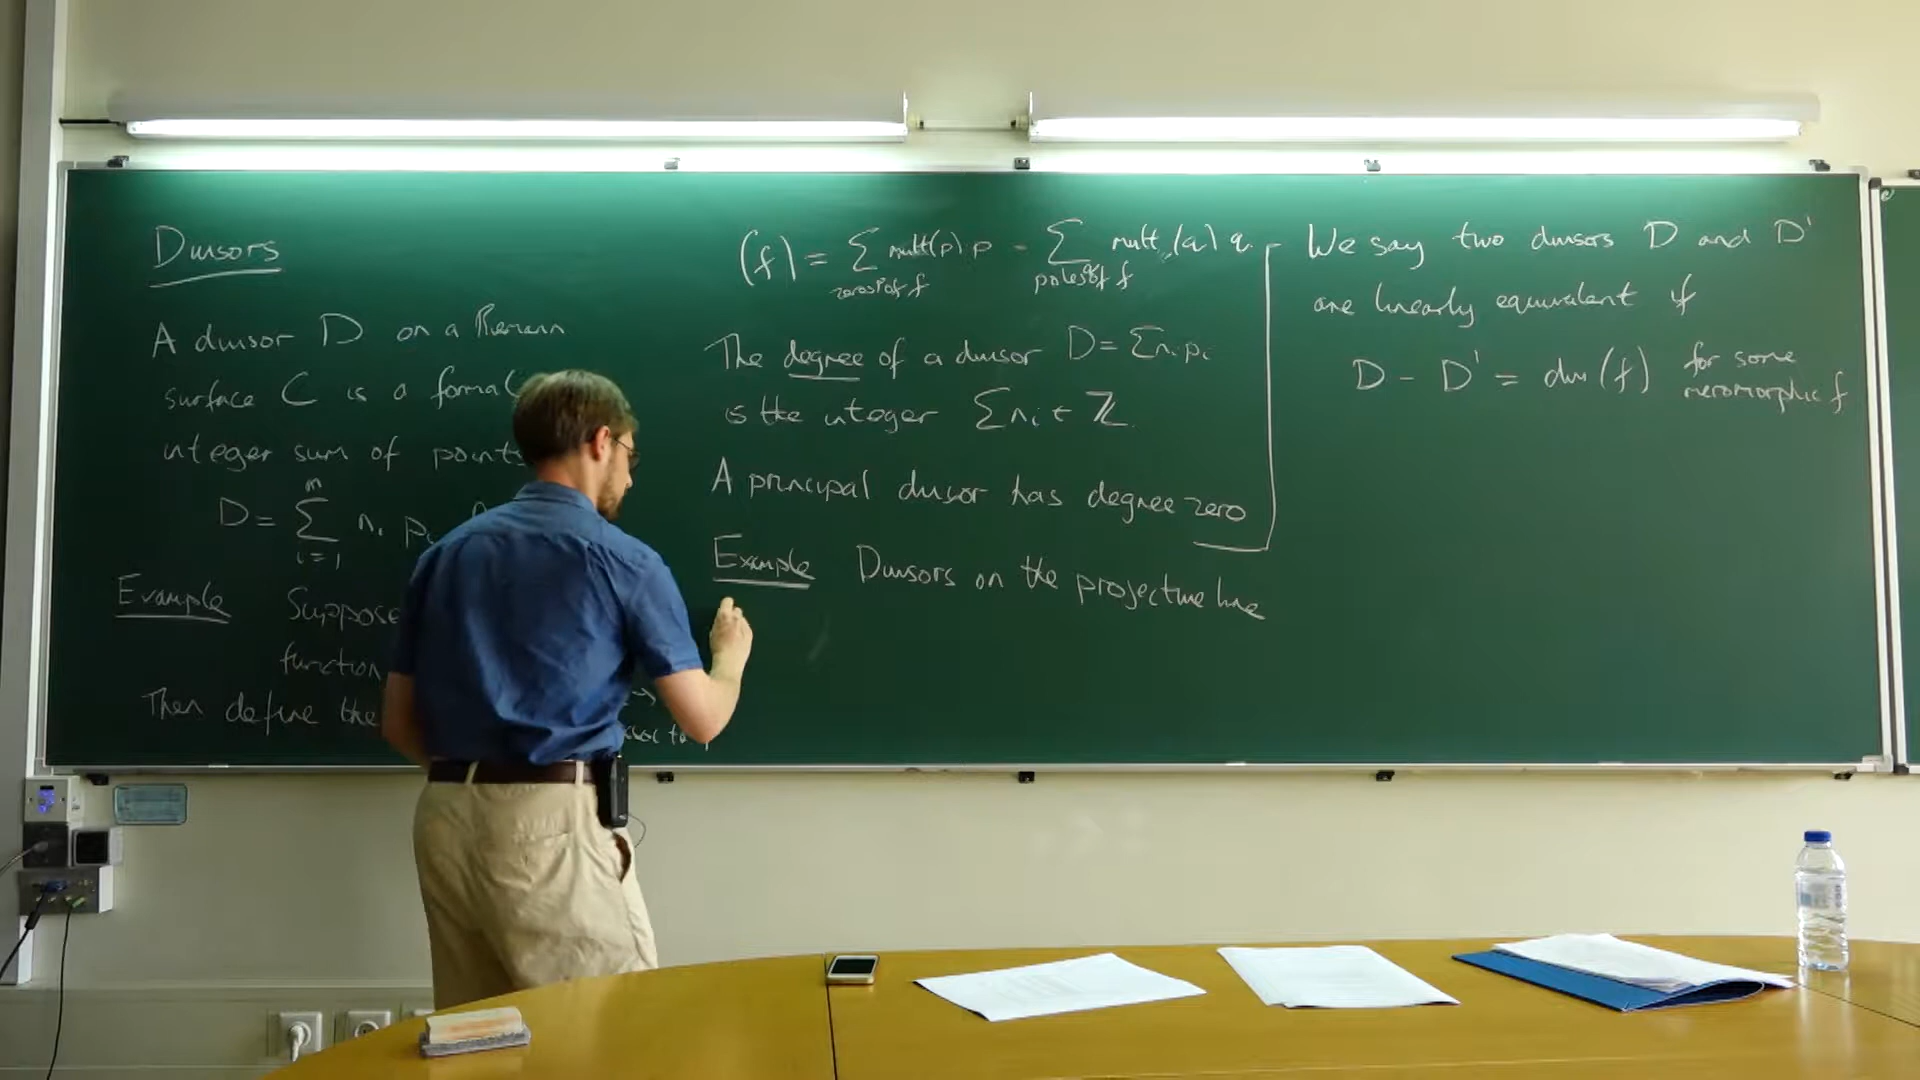 Divisors
A divisor D on a Riemann
surface C is a formal
integer sum of points
D = \sum_{i=1}^{m} n_i p_i
Example Suppose
function
Then define the
(f) = \sum_{zeros p of f} mult(p) p - \sum_{poles q of f} mult(q) q
The degree of a divisor D = Σ n_i p_i
is the integer Σ n_i ∈ ℤ.
A principal divisor has degree zero
Example Divisors on the projective line
We say two divisors D and D'
are linearly equivalent if
D - D' = div(f) for some
meromorphic f